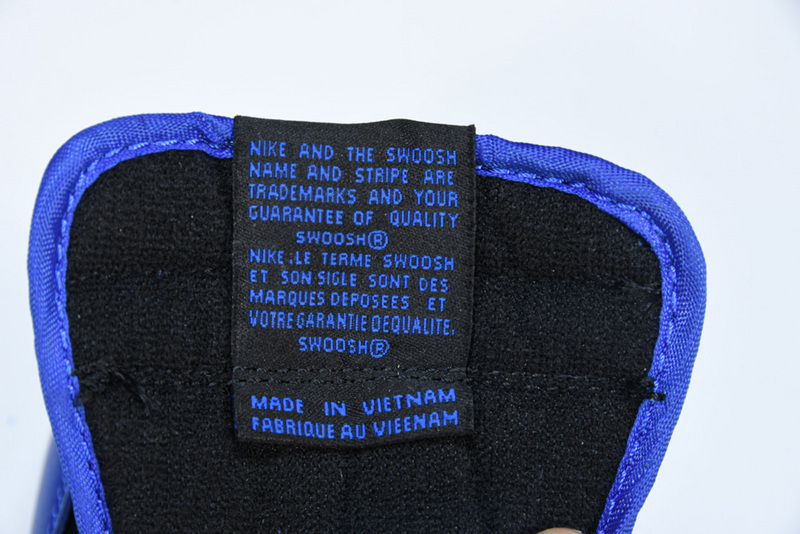 NIKE AND THE SWOOSH
NAME AND STRIPE ARE
TRADEMARKS AND YOUR
GUARANTEE OF QUALITY
SWOOSH®
NIKE.LE TERME SWOOSH
ET SON SIGLE SONT DES
MARQUES DEPOSEES ET
VOTRE GARANTIE DEQUALITE.
SWOOSH®
MADE IN VIETNAM
FABRIQUE AU VIEENAM